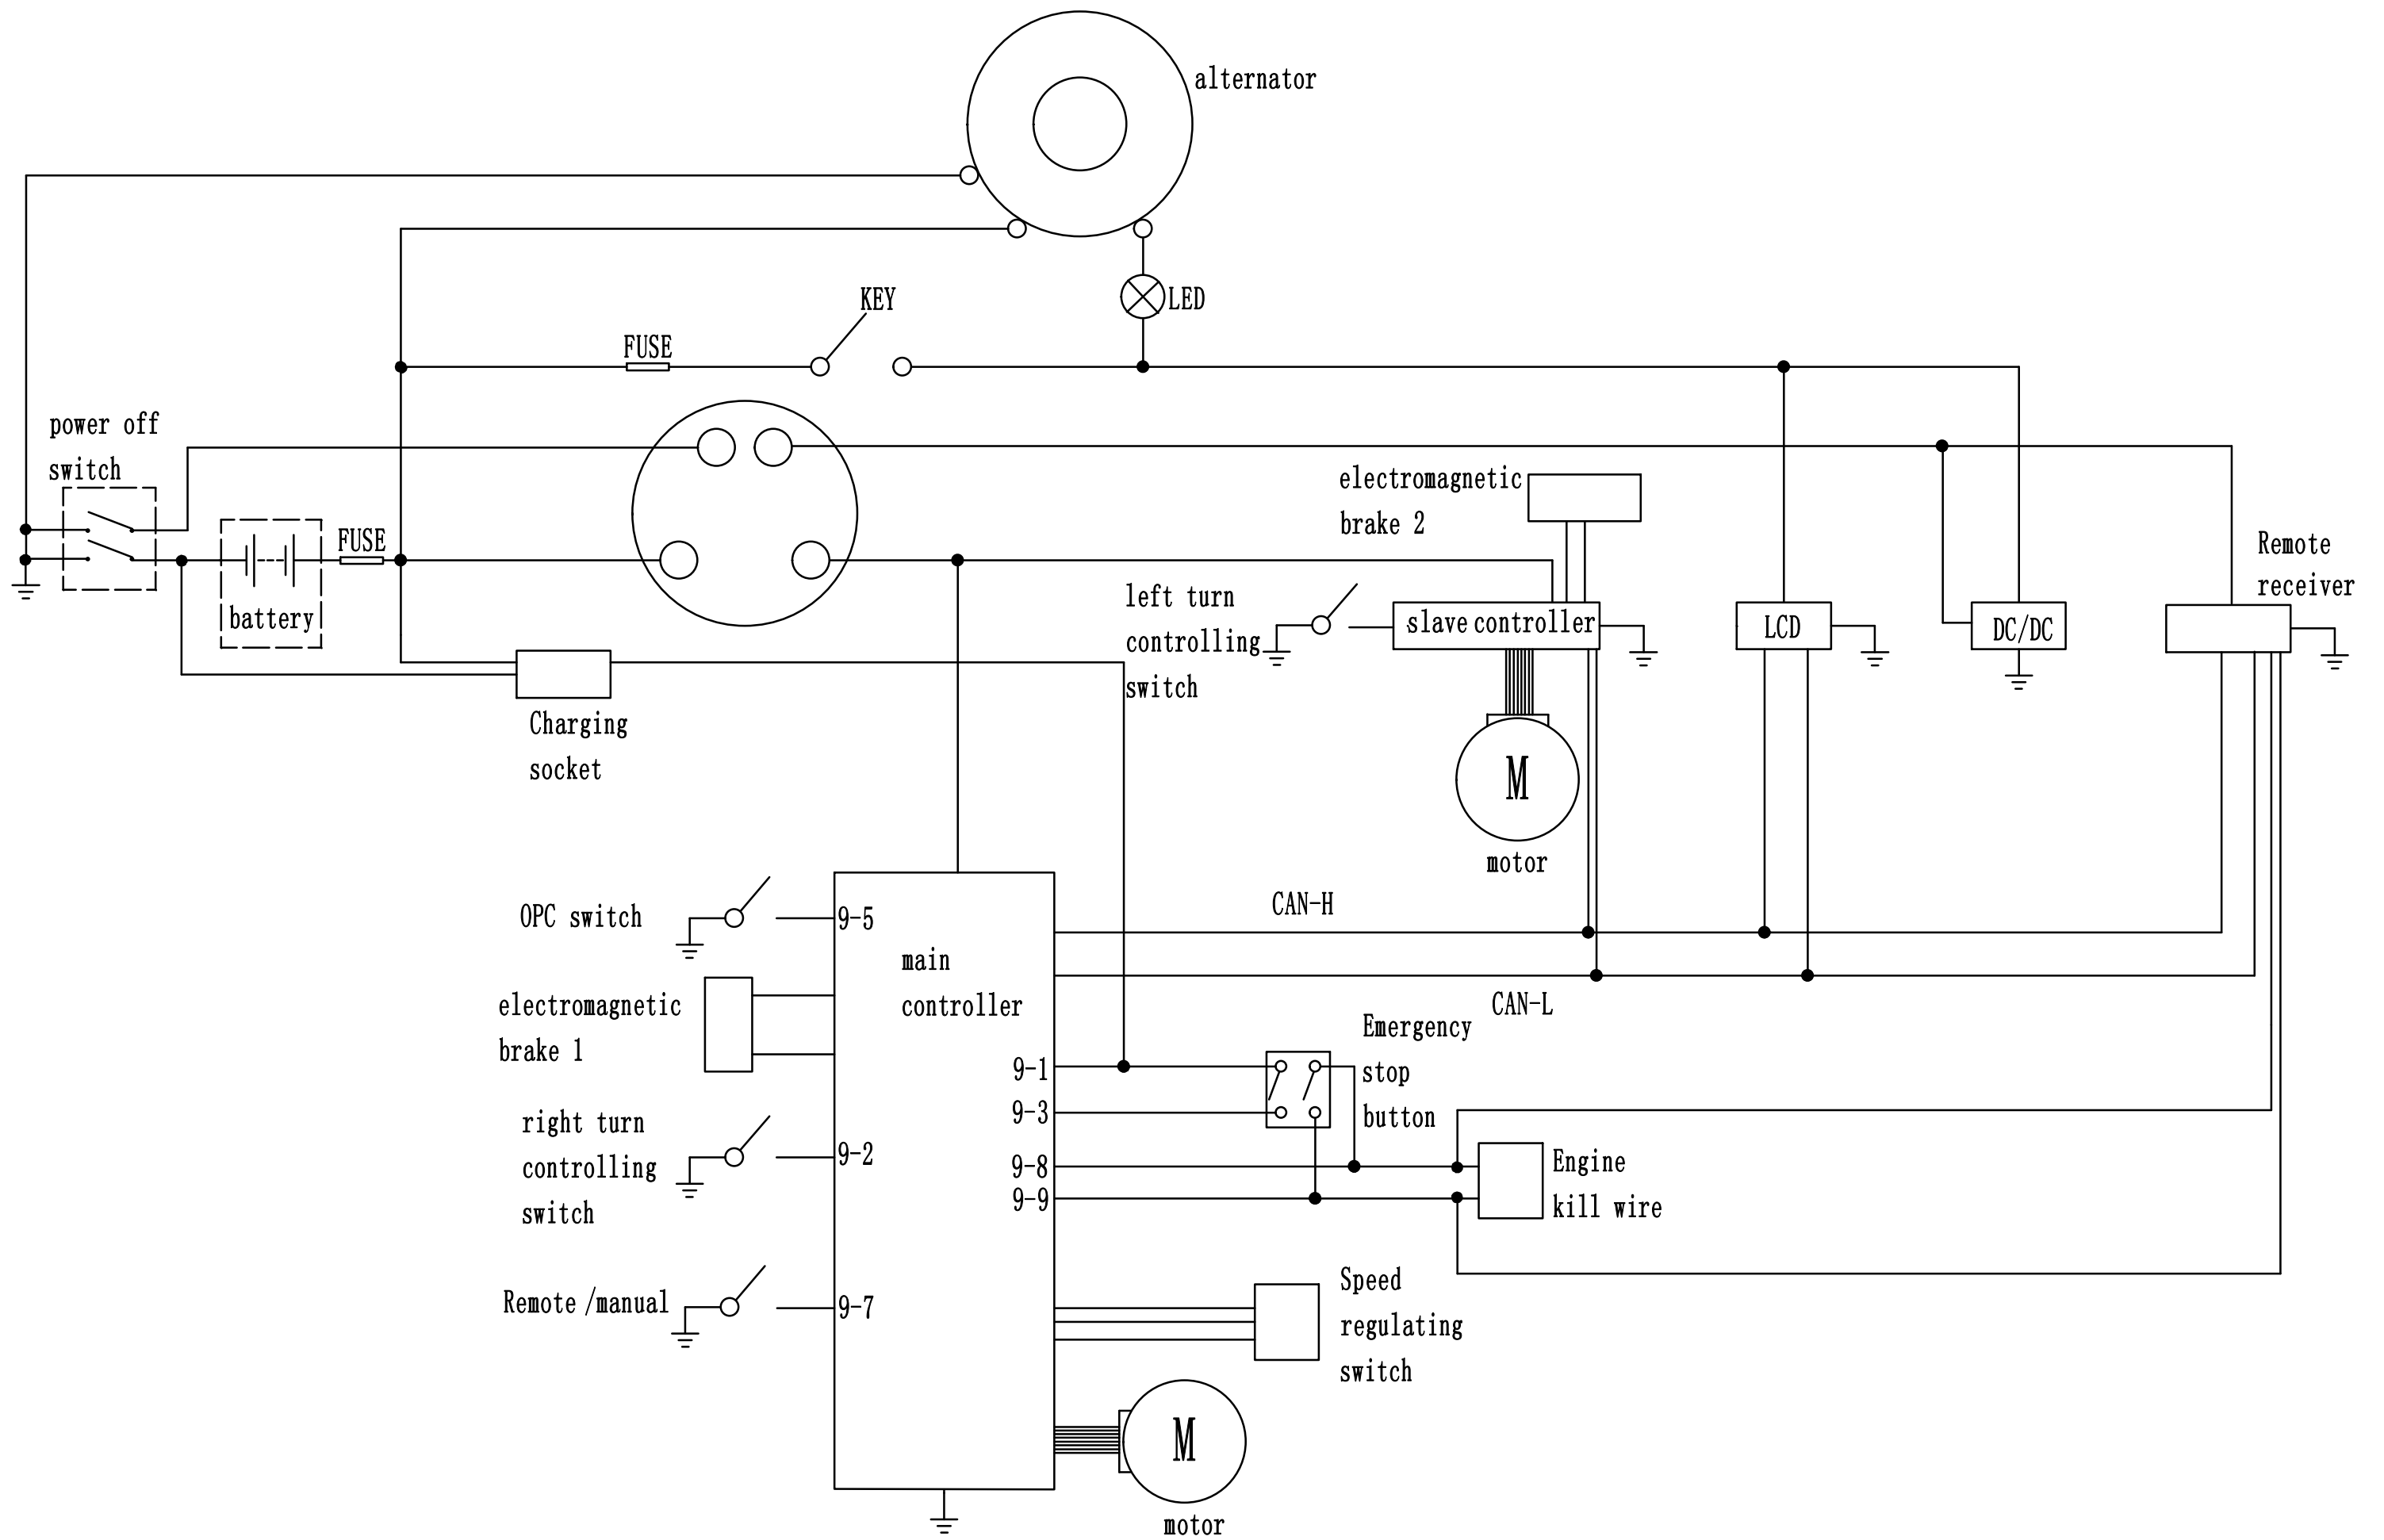 alternator
LED
KEY
FUSE
power off
switch
FUSE
battery
electromagnetic
brake 2
left turn
controlling
switch
slave controller
LCD
DC/DC
Remote
receiver
Charging
socket
M
motor
CAN-H
CAN-L
OPC switch
9-5
main
controller
electromagnetic
brake 1
9-1
9-3
9-8
9-9
Emergency
stop
button
right turn
controlling
switch
9-2
Engine
kill wire
Remote /manual
9-7
Speed
regulating
switch
M
motor